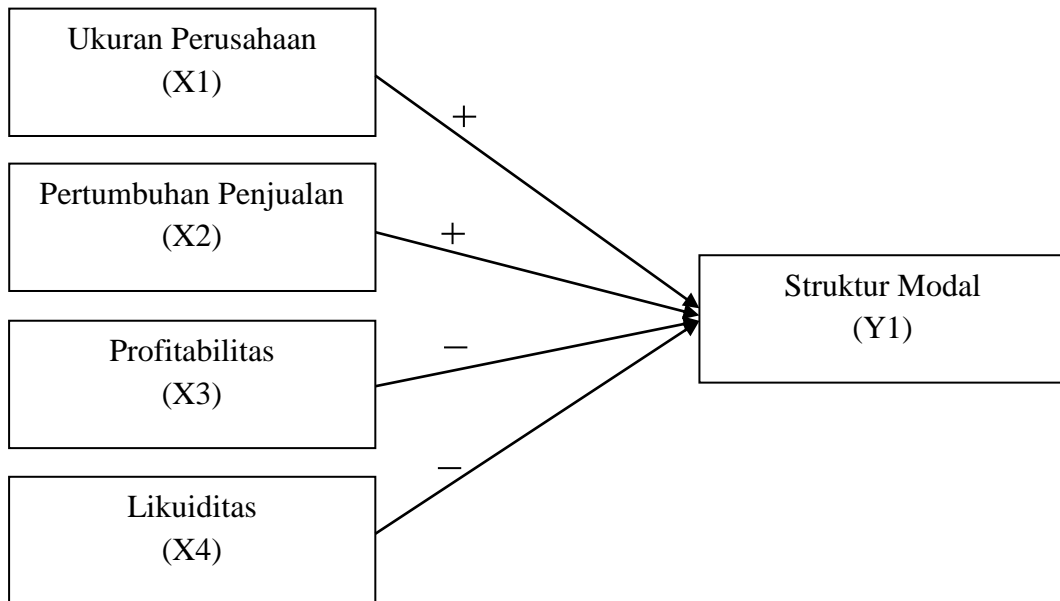 Ukuran Perusahaan
(X1)
+
Pertumbuhan Penjualan
(X2)
+
Struktur Modal
(Y1)
Profitabilitas
(X3)
−
Likuiditas
(X4)
−